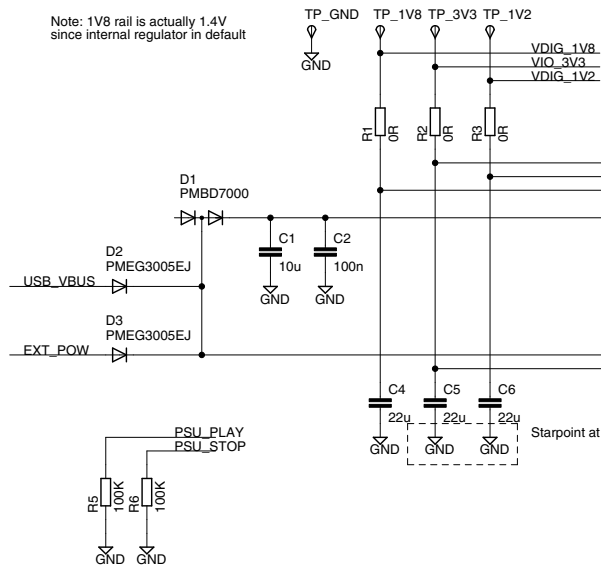 Note: 1V8 rail is actually 1.4V
since internal regulator in default
TP_GND
TP_1V8
TP_3V3
TP_1V2
GND
VDIG_1V8
VIO_3V3
VDIG_1V2
R1
0R
R2
0R
R3
0R
D1
PMBD7000
C1
10u
GND
C2
100n
GND
D2
PMEG3005EJ
USB_VBUS
D3
PMEG3005EJ
EXT_POW
C4
22u
GND
C5
22u
GND
C6
22u
GND
Starpoint at
PSU_PLAY
PSU_STOP
R5
100K
R6
100K
GND
GND